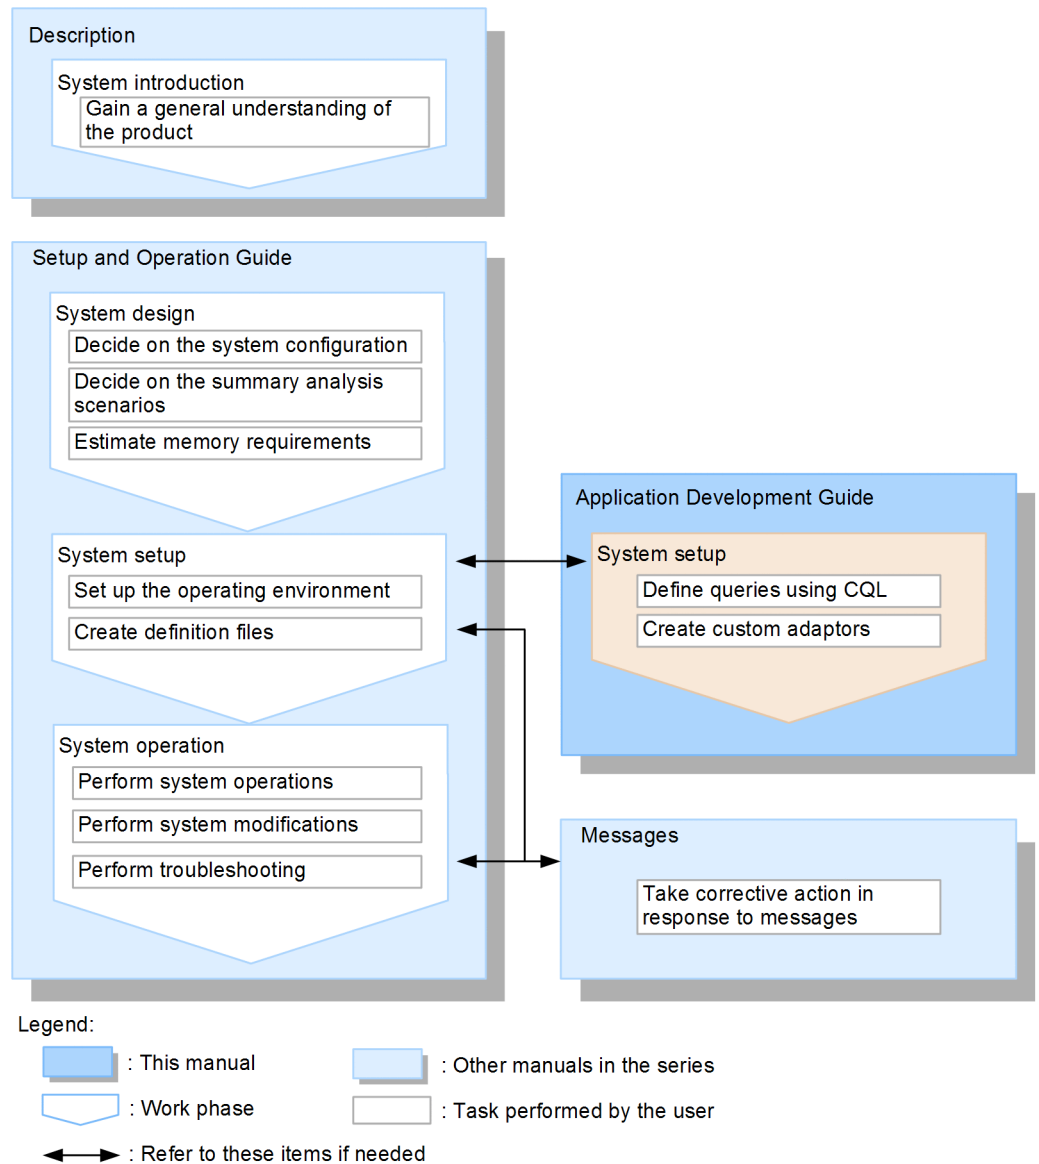 Description
System introduction
Gain a general understanding of
the product
Setup and Operation Guide
System design
Decide on the system configuration
Decide on the summary analysis
scenarios
Estimate memory requirements
System setup
Set up the operating environment
Create definition files
System operation
Perform system operations
Perform system modifications
Perform troubleshooting
Application Development Guide
System setup
Define queries using CQL
Create custom adaptors
Messages
Take corrective action in
response to messages
Legend:
: This manual
: Other manuals in the series
: Work phase
: Task performed by the user
: Refer to these items if needed